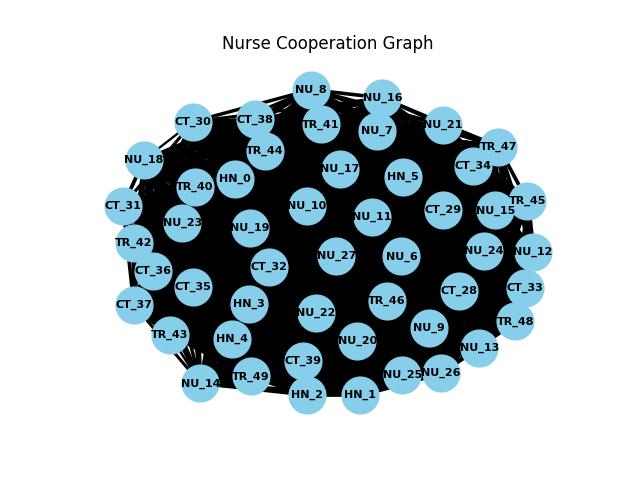 Nurse Cooperation Graph
NU_8
NU_16
CT_30
CT_38
TR_41
NU_7
NU_21
TR_47
TR_44
NU_18
CT_34
NU_17
HN_5
HN_0
TR_40
TR_45
CT_31
NU_10
CT_29
NU_15
NU_11
NU_23
NU_19
TR_42
NU_24
NU_12
NU_27
NU_6
CT_32
CT_36
CT_35
CT_33
CT_28
CT_37
HN_3
TR_46
NU_22
TR_48
NU_9
TR_43
HN_4
NU_20
NU_13
CT_39
NU_26
NU_25
TR_49
NU_14
HN_2
HN_1